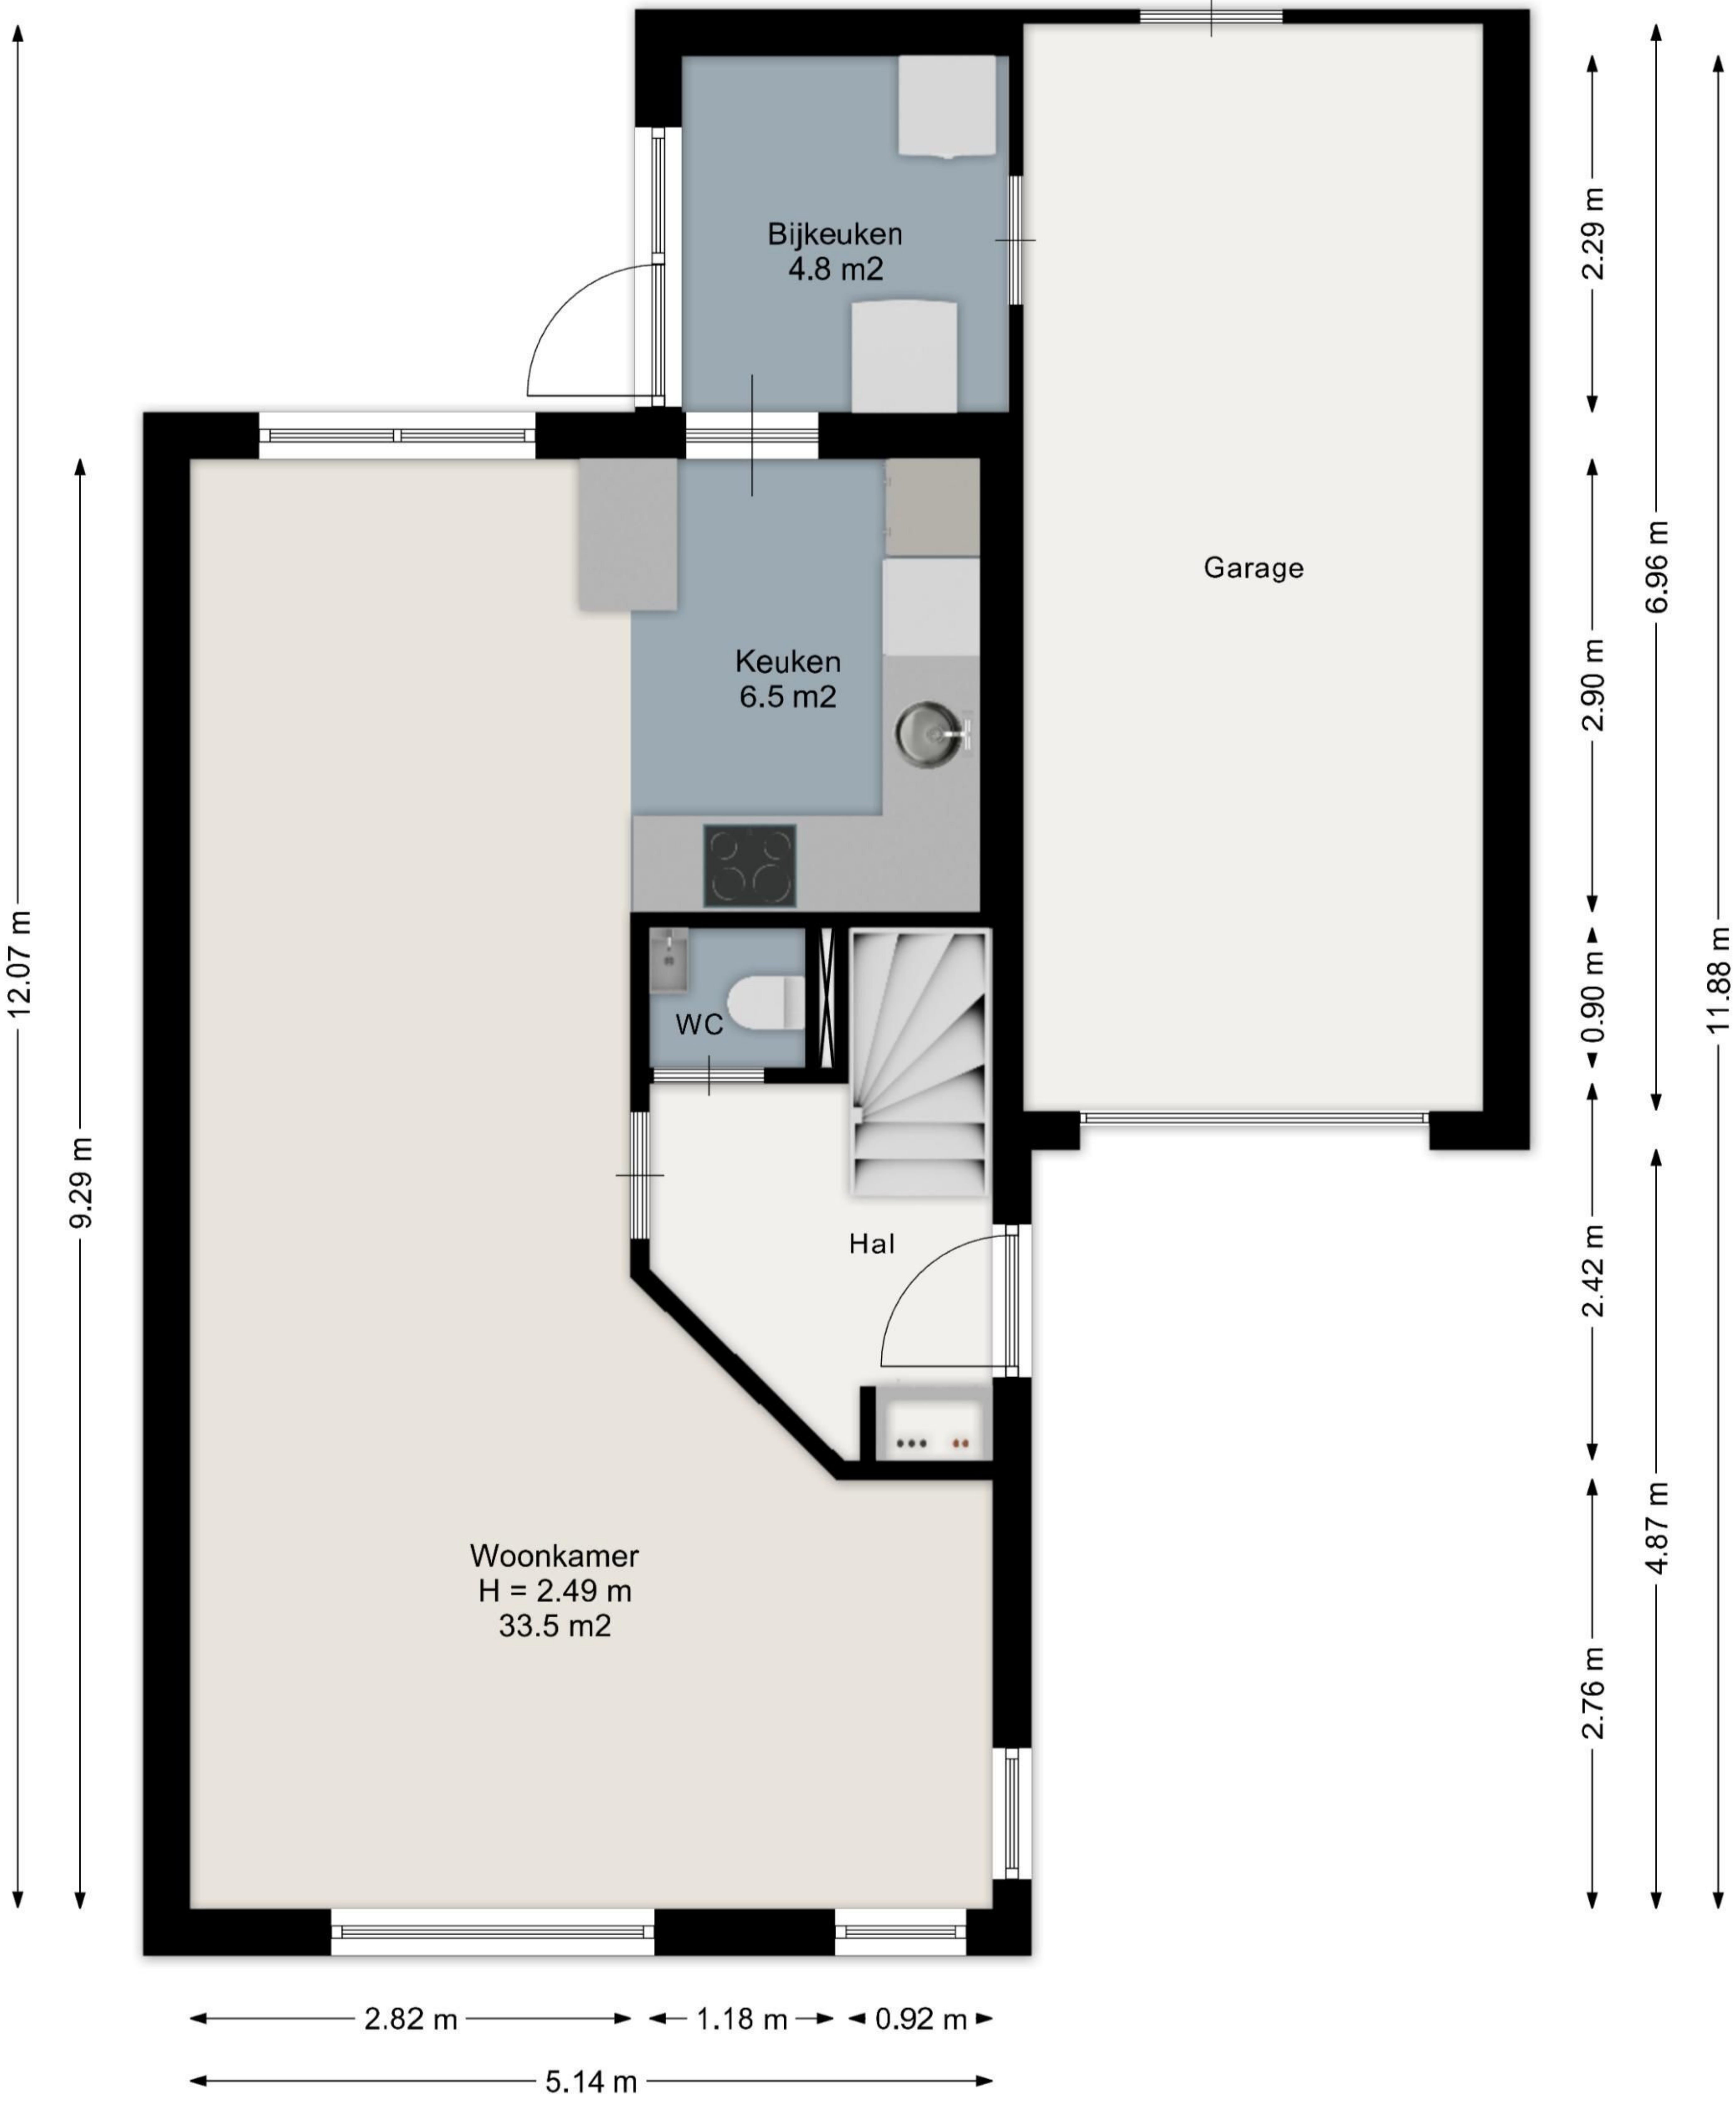 Bijkeuken
4.8 m2
2.29 m
Garage
6.96 m
Keuken
6.5 m2
2.90 m
12.07 m
11.88 m
0.90 m
WC
9.29 m
Hal
2.42 m
4.87 m
Woonkamer
H = 2.49 m
33.5 m2
2.76 m
2.82 m
1.18 m
0.92 m
5.14 m